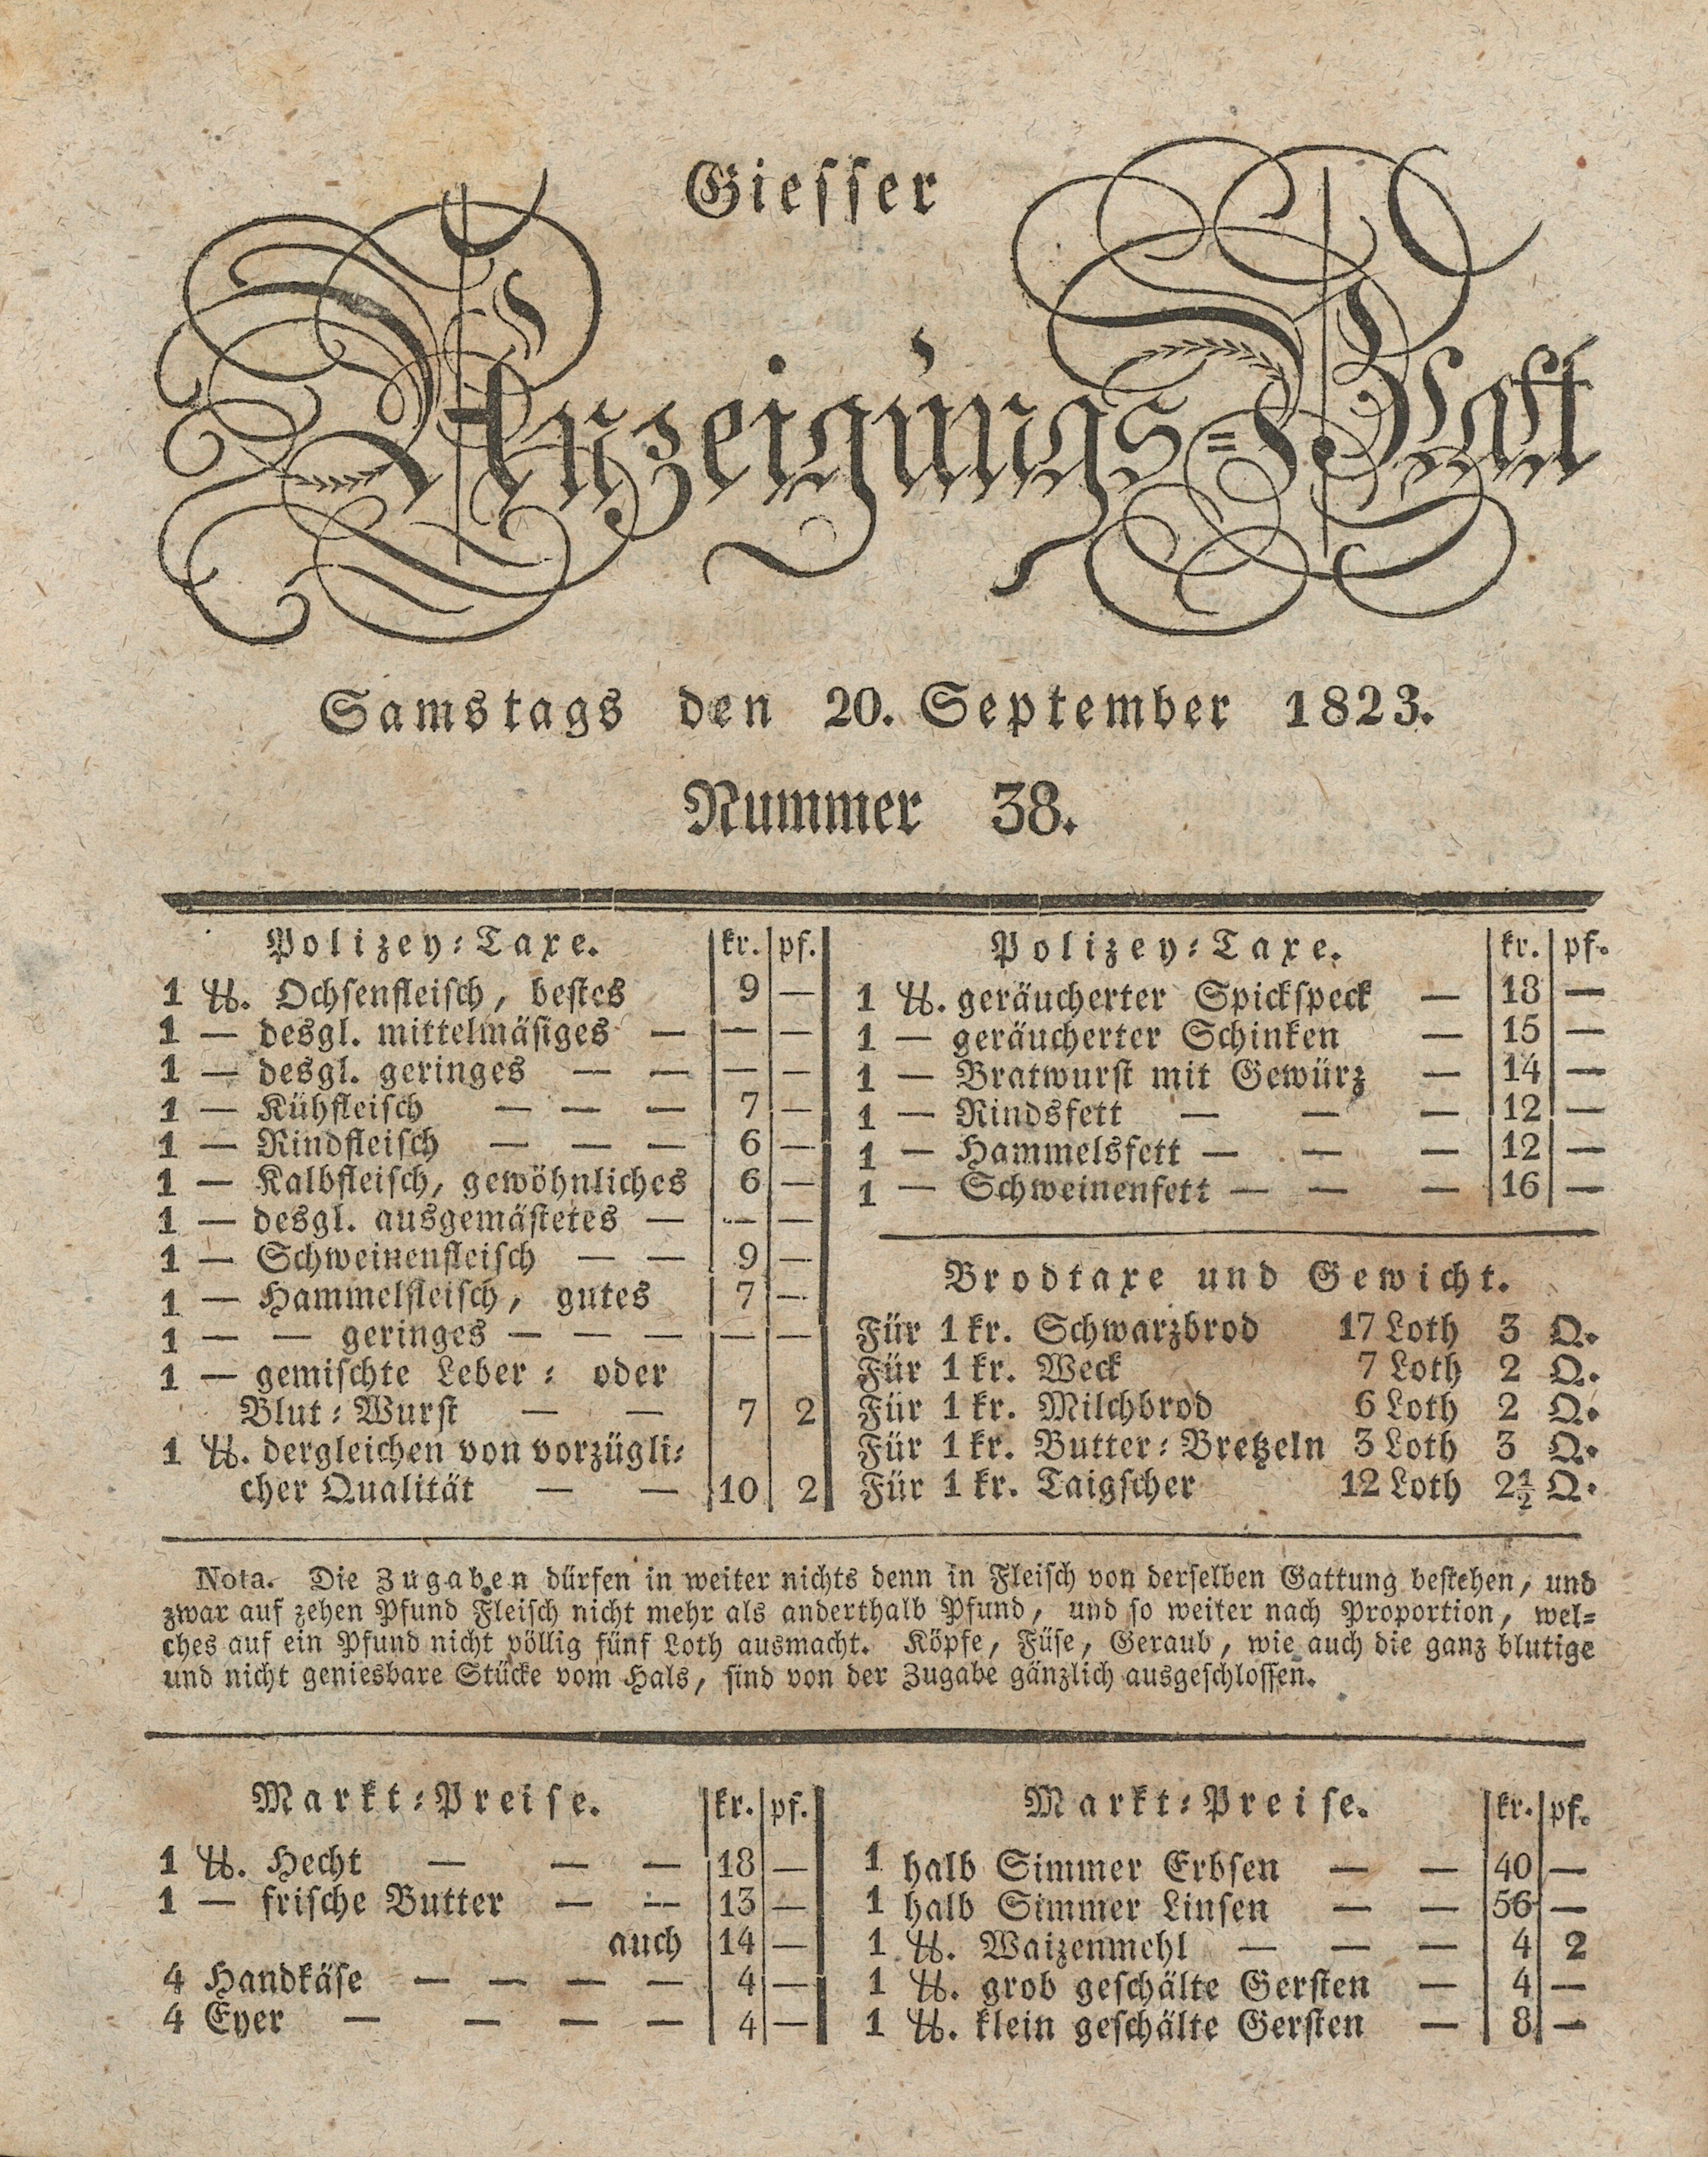 Giesser
Anzeigungs=Blatt
Samstags den 20. September 1823.
Nummer 38.
Polizey=Taxe. kr. pf.
1 ℔. Ochsenfleisch, bestes 9 —
1 — desgl. mittelmäsiges — — —
1 — desgl. geringes — — — —
1 — Kühfleisch — — — 7 —
1 — Rindfleisch — — — 6 —
1 — Kalbfleisch, gewöhnliches 6 —
1 — desgl. ausgemästetes — — —
1 — Schweinenfleisch — — 9 —
1 — Hammelfleisch, gutes 7 —
1 — — geringes — — — — —
1 — gemischte Leber= oder
Blut=Wurst — — 7 2
1 ℔. dergleichen von vorzügli=
cher Qualität — — 10 2
Polizey=Taxe. kr. pf.
1 ℔. geräucherter Spickspeck — 18 —
1 — geräucherter Schinken — 15 —
1 — Bratwurst mit Gewürz — 14 —
1 — Rindsfett — — — 12 —
1 — Hammelsfett — — — 12 —
1 — Schweinenfett — — — 16 —
Brodtaxe und Gewicht.
Für 1 kr. Schwarzbrod 17 Loth 3 Q.
Für 1 kr. Weck 7 Loth 2 Q.
Für 1 kr. Milchbrod 6 Loth 2 Q.
Für 1 kr. Butter=Bretzeln 3 Loth 3 Q.
Für 1 kr. Taigscher 12 Loth 2½ Q.
Nota. Die Zugaben dürfen in weiter nichts denn in Fleisch von derselben Gattung bestehen, und
zwar auf zehen Pfund Fleisch nicht mehr als anderthalb Pfund, und so weiter nach Proportion, wel=
ches auf ein Pfund nicht völlig fünf Loth ausmacht. Köpfe, Füse, Geraub, wie auch die ganz blutige
und nicht geniesbare Stücke vom Hals, sind von der Zugabe gänzlich ausgeschlossen.
Markt=Preise. kr. pf.
1 ℔. Hecht — — — 18 —
1 — frische Butter — — 13 —
auch 14 —
4 Handkäse — — — — 4 —
4 Eyer — — — — 4 —
Markt=Preise. kr. pf.
1 halb Simmer Erbsen — — 40 —
1 halb Simmer Linsen — — 56 —
1 ℔. Waizenmehl — — — 4 2
1 ℔. grob geschälte Gersten — 4 —
1 ℔. klein geschälte Gersten — 8 —